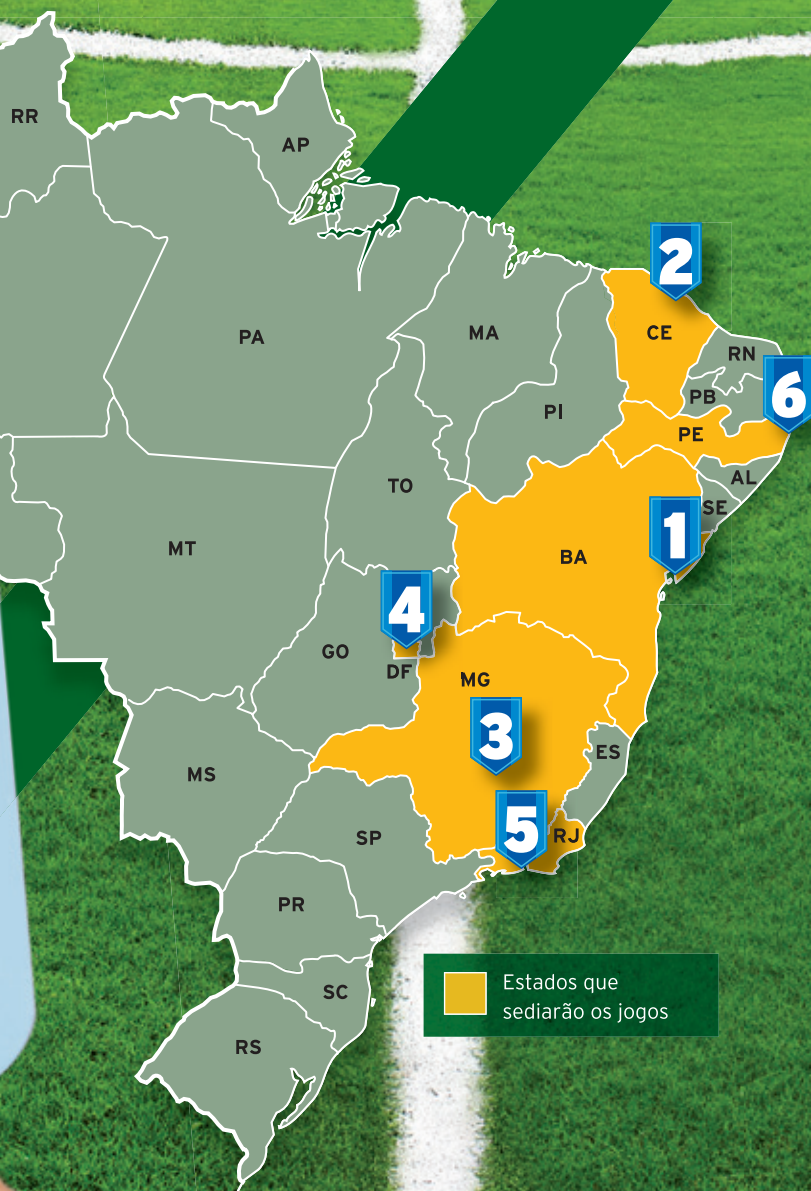 RR
AP
2
PA
MA
CE
RN
6
PB
PI
PE
AL
TO
SE
1
MT
BA
4
GO
DF
MG
3
ES
MS
5
RJ
SP
PR
Estados que
sediarão os jogos
SC
RS